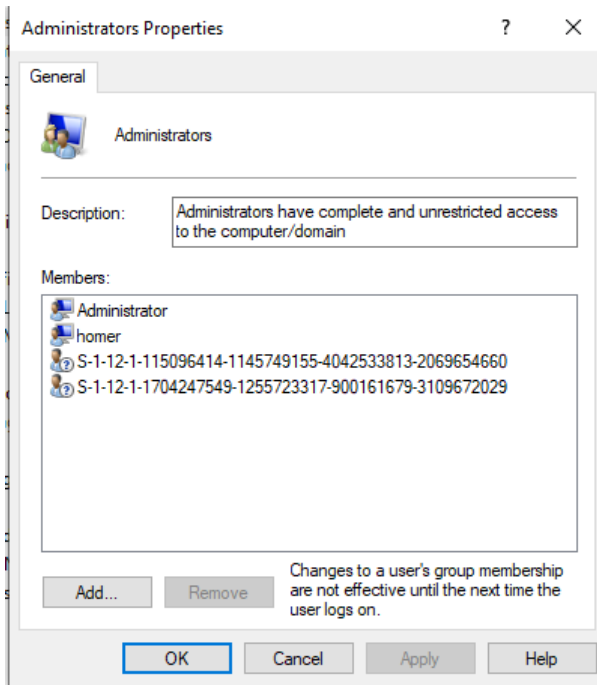 Administrators Properties
?
General
Administrators
Description:
Administrators have complete and unrestricted access
to the computer/domain
Members:
Administrator
homer
S-1-12-1-115096414-1145749155-4042533813-2069654660
S-1-12-1-1704247549-1255723317-900161679-3109672029
Add...
Remove
Changes to a user's group membership
are not effective until the next time the
user logs on.
OK
Cancel
Apply
Help